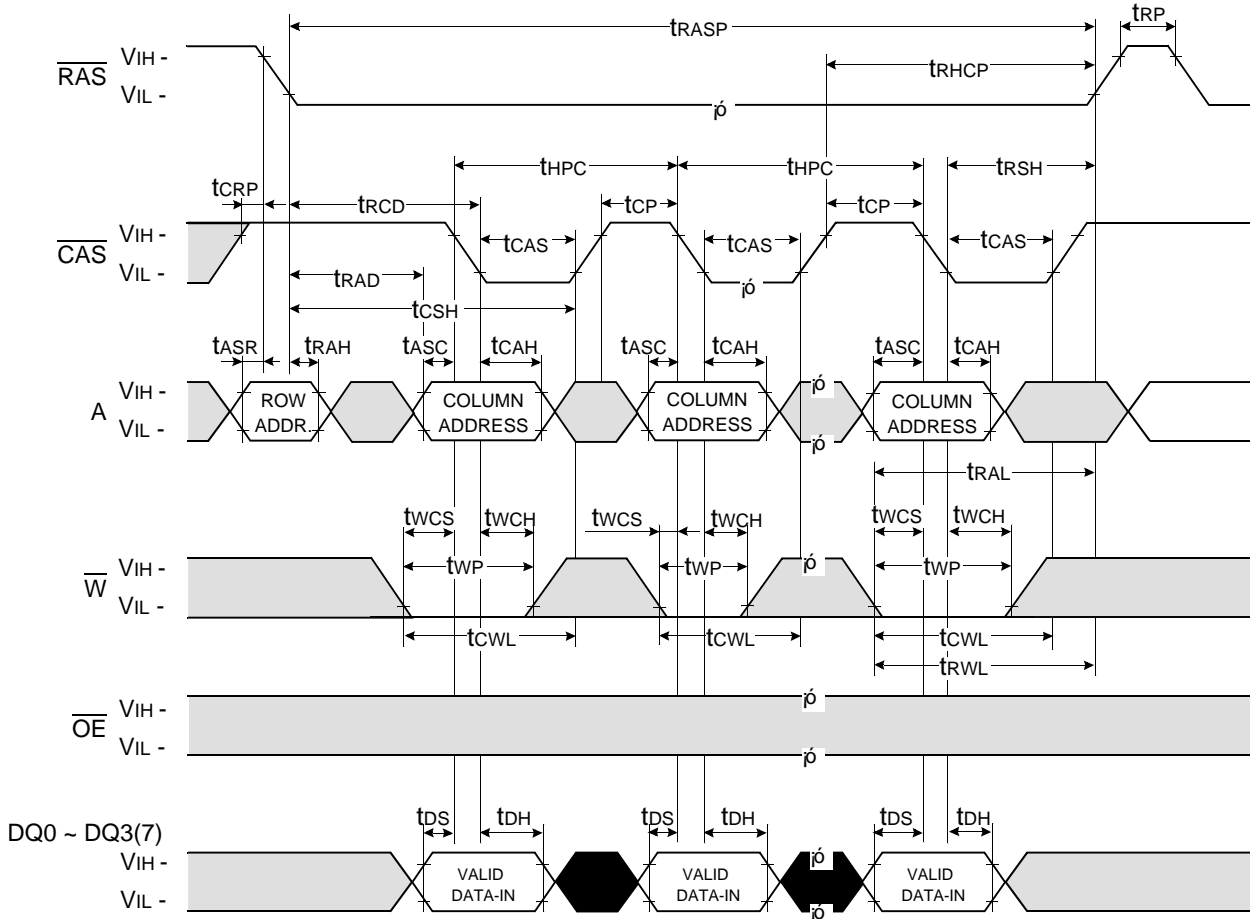 tRASP
tRP
RAS
VIH -
VIL -
tRHCP
¡ó
tHPC
tHPC
tRSH
tCRP
tRCD
tCP
tCP
CAS
VIH -
VIL -
tCAS
tCAS
tCAS
tRAD
¡ó
tCSH
tASR
tRAH
tASC
tCAH
tASC
tCAH
tASC
tCAH
A
VIH -
VIL -
ROW
ADDR.
COLUMN
ADDRESS
COLUMN
ADDRESS
¡ó
¡ó
COLUMN
ADDRESS
tRAL
tWCS
tWCH
tWCS
tWCH
tWCS
tWCH
W
VIH -
VIL -
tWP
tWP
¡ó
tWP
tCWL
tCWL
tCWL
tRWL
OE
VIH -
VIL -
¡ó
¡ó
DQ0 ~ DQ3(7)
VIH -
VIL -
tDS
tDH
tDS
tDH
tDS
tDH
VALID
DATA-IN
VALID
DATA-IN
¡ó
¡ó
VALID
DATA-IN